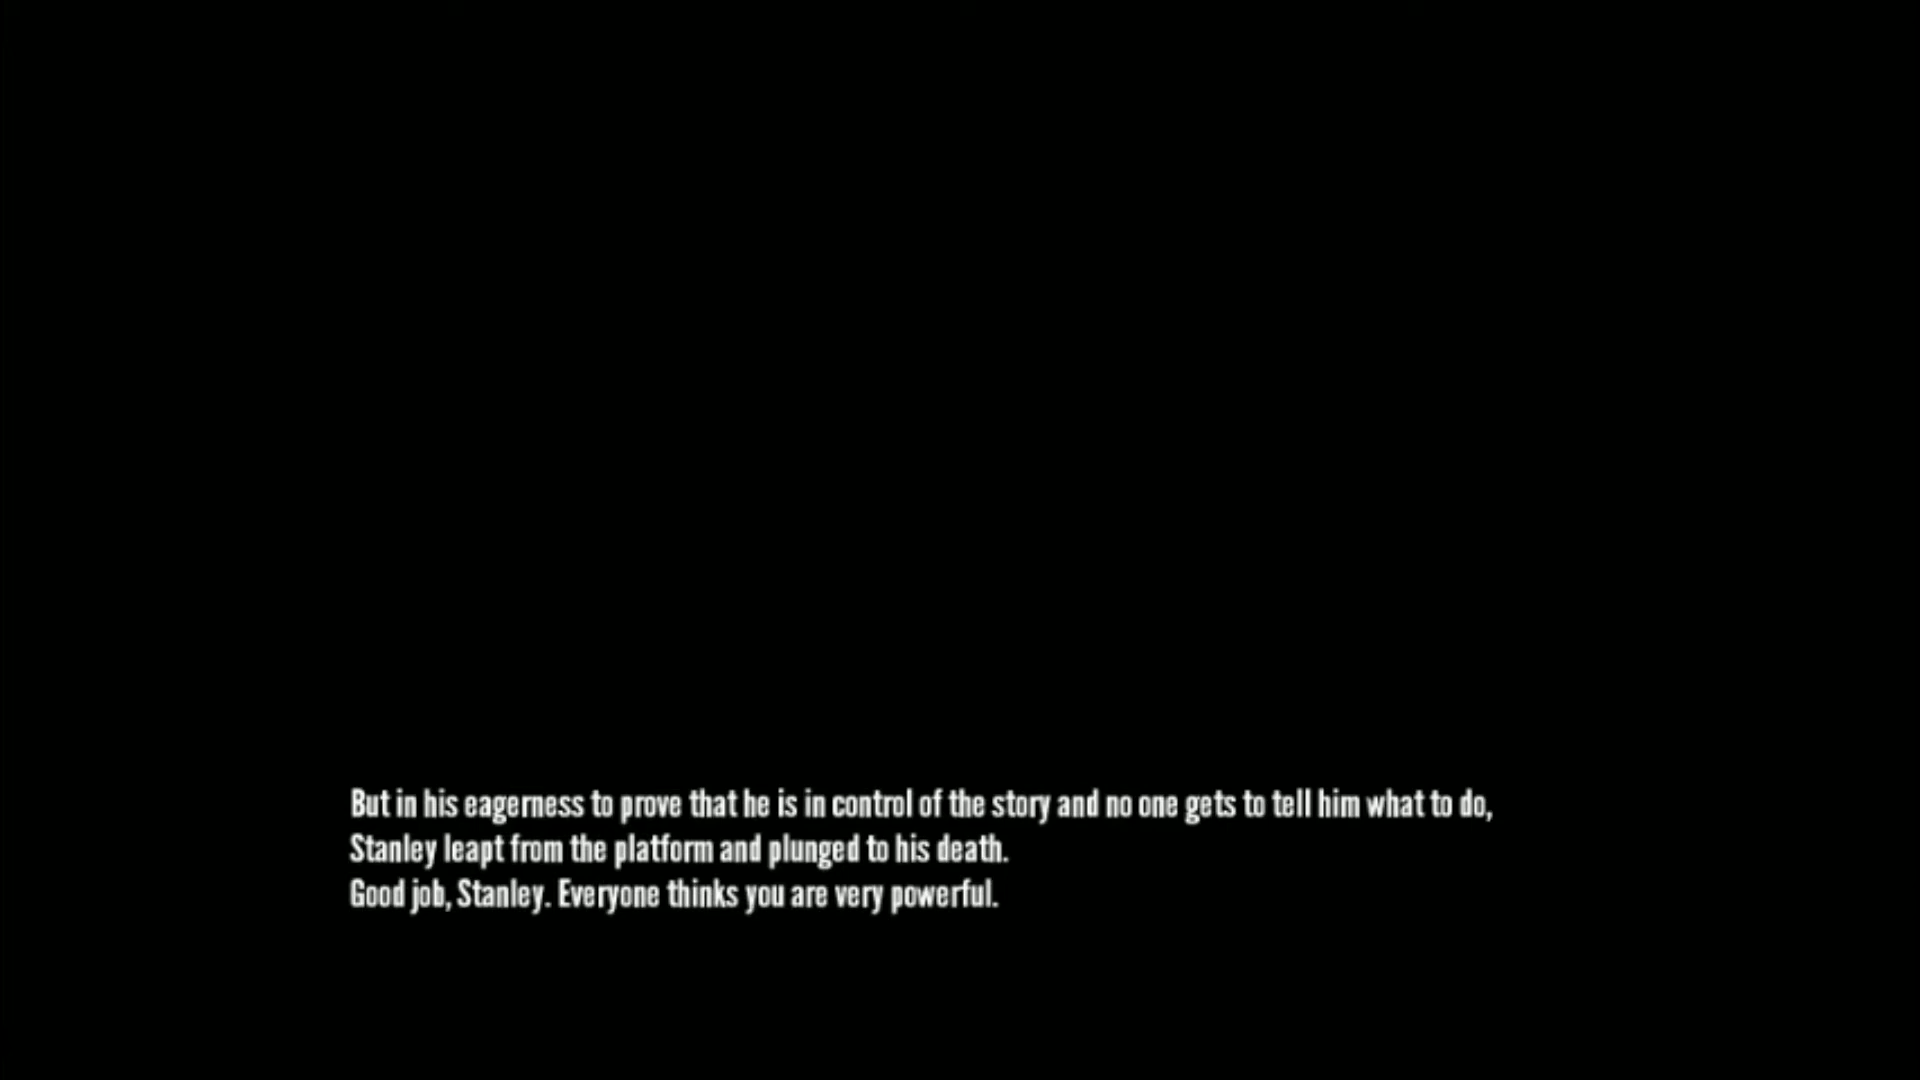 But in his eagerness to prove that he is in control of the story and no one gets to tell him what to do,
Stanley leapt from the platform and plunged to his death.
Good job, Stanley. Everyone thinks you are very powerful.